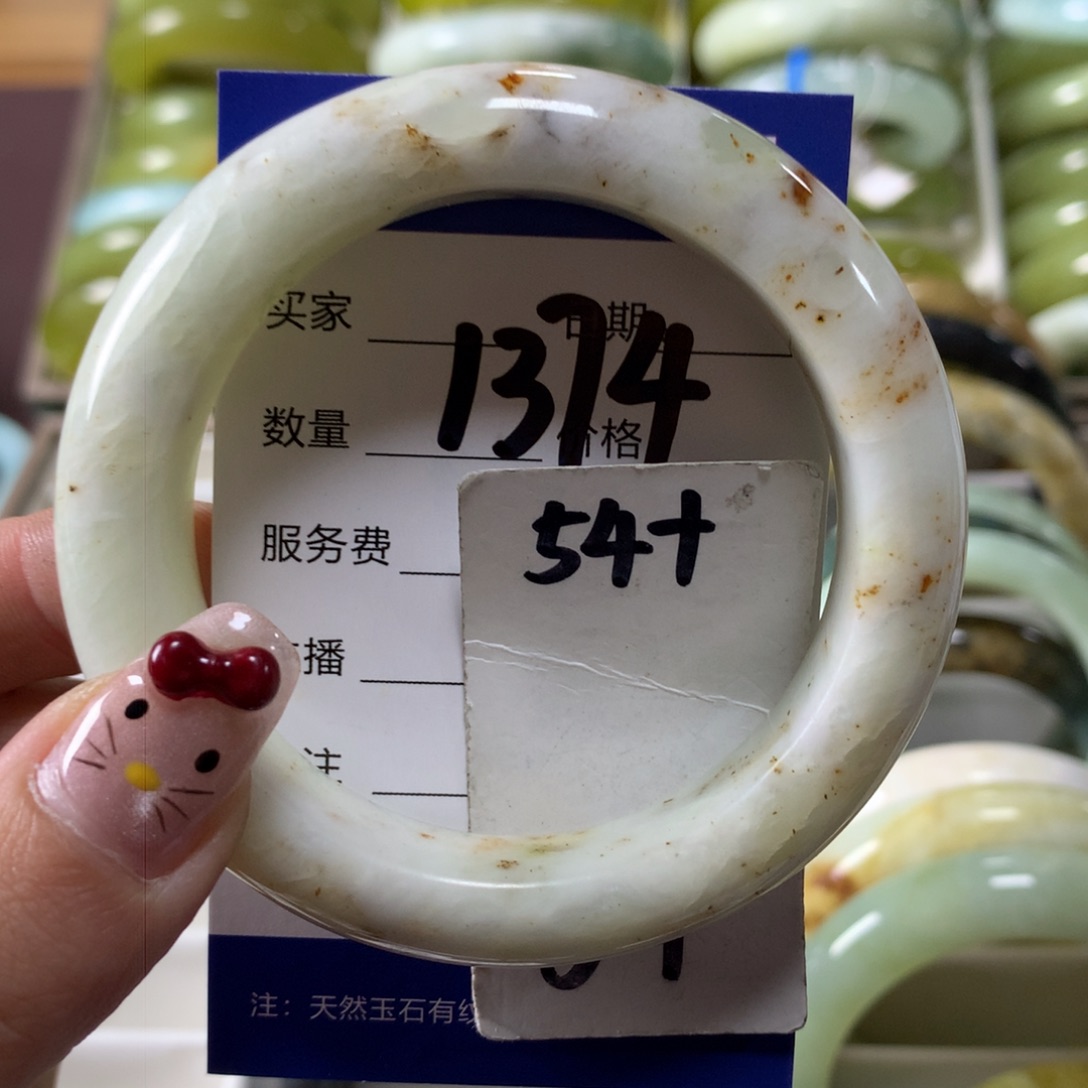 买家 日期
1374
数量 价格
54+
服务费
播
注
注：天然玉石有纹